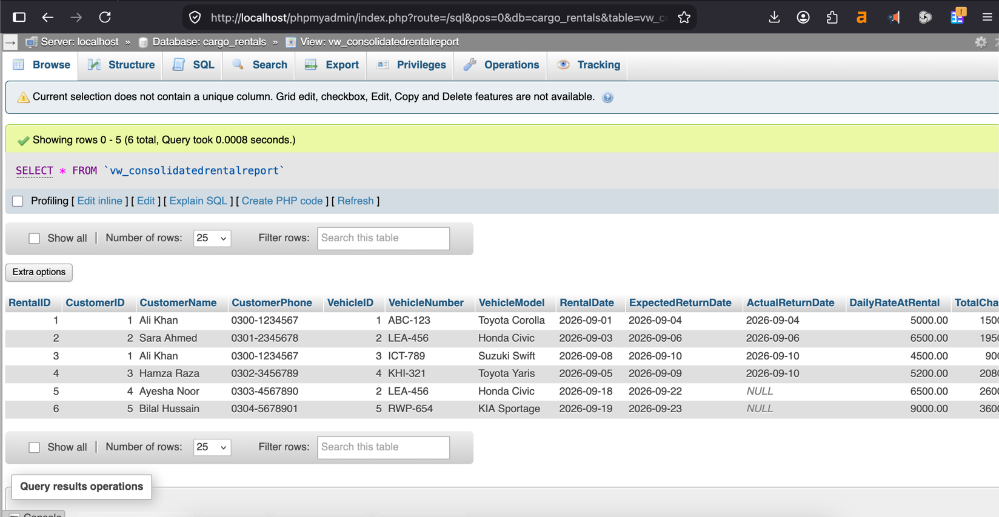 http://localhost/phpmyadmin/index.php?route=/sql&pos=0&db=cargo_rentals&table=vw_c
Server: localhost » Database: cargo_rentals » View: vw_consolidatedrentalreport
Browse Structure SQL Search Export Privileges Operations Tracking
Current selection does not contain a unique column. Grid edit, checkbox, Edit, Copy and Delete features are not available.
Showing rows 0 - 5 (6 total, Query took 0.0008 seconds.)
SELECT * FROM `vw_consolidatedrentalreport`
Profiling [ Edit inline ] [ Edit ] [ Explain SQL ] [ Create PHP code ] [ Refresh ]
Show all | Number of rows: 25 Filter rows: Search this table
Extra options
RentalID CustomerID CustomerName CustomerPhone VehicleID VehicleNumber VehicleModel RentalDate ExpectedReturnDate ActualReturnDate DailyRateAtRental TotalCha
1 1 Ali Khan 0300-1234567 1 ABC-123 Toyota Corolla 2026-09-01 2026-09-04 2026-09-04 5000.00 1500
2 2 Sara Ahmed 0301-2345678 2 LEA-456 Honda Civic 2026-09-03 2026-09-06 2026-09-06 6500.00 1950
3 1 Ali Khan 0300-1234567 3 ICT-789 Suzuki Swift 2026-09-08 2026-09-10 2026-09-10 4500.00 900
4 3 Hamza Raza 0302-3456789 4 KHI-321 Toyota Yaris 2026-09-05 2026-09-09 2026-09-10 5200.00 2080
5 4 Ayesha Noor 0303-4567890 2 LEA-456 Honda Civic 2026-09-18 2026-09-22 NULL 6500.00 2600
6 5 Bilal Hussain 0304-5678901 5 RWP-654 KIA Sportage 2026-09-19 2026-09-23 NULL 9000.00 3600
Show all | Number of rows: 25 Filter rows: Search this table
Query results operations
Console